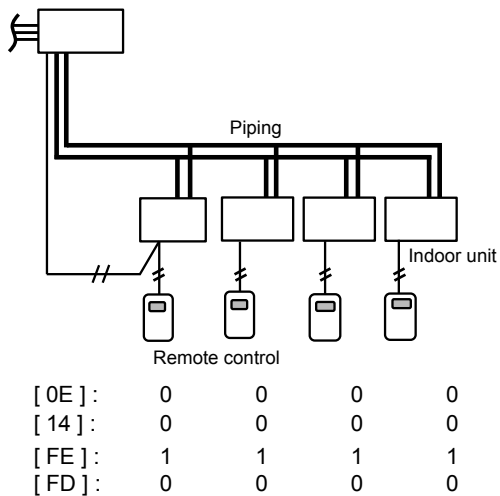 Piping
Indoor unit
Remote control
[ 0E ] : 0 0 0 0
[ 14 ] : 0 0 0 0
[ FE ] : 1 1 1 1
[ FD ] : 0 0 0 0